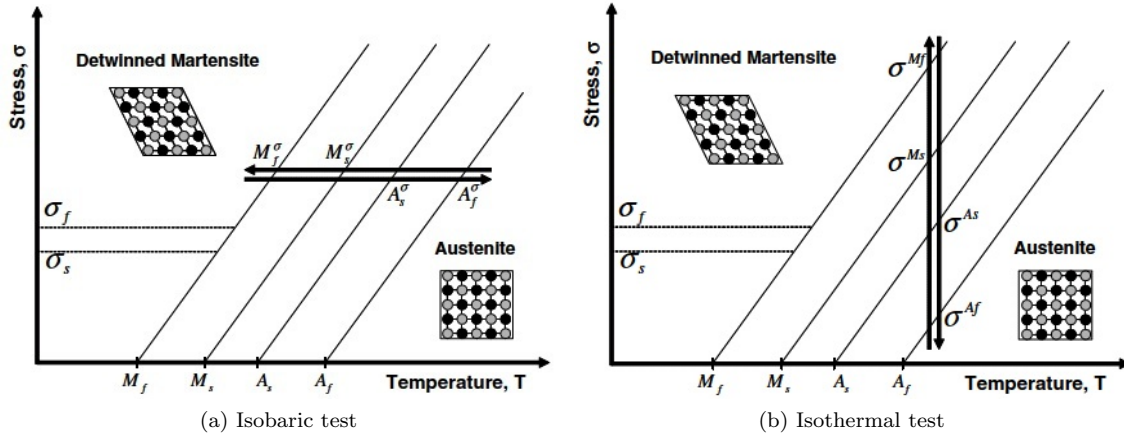 Stress, σ
Detwinned Martensite
M_f^σ
M_s^σ
A_s^σ
A_f^σ
σ_f
σ_s
Austenite
M_f
M_s
A_s
A_f
Temperature, T
(a) Isobaric test
Stress, σ
Detwinned Martensite
σ^{Mf}
σ^{Ms}
σ_f
σ^{As}
σ_s
Austenite
σ^{Af}
M_f
M_s
A_s
A_f
Temperature, T
(b) Isothermal test